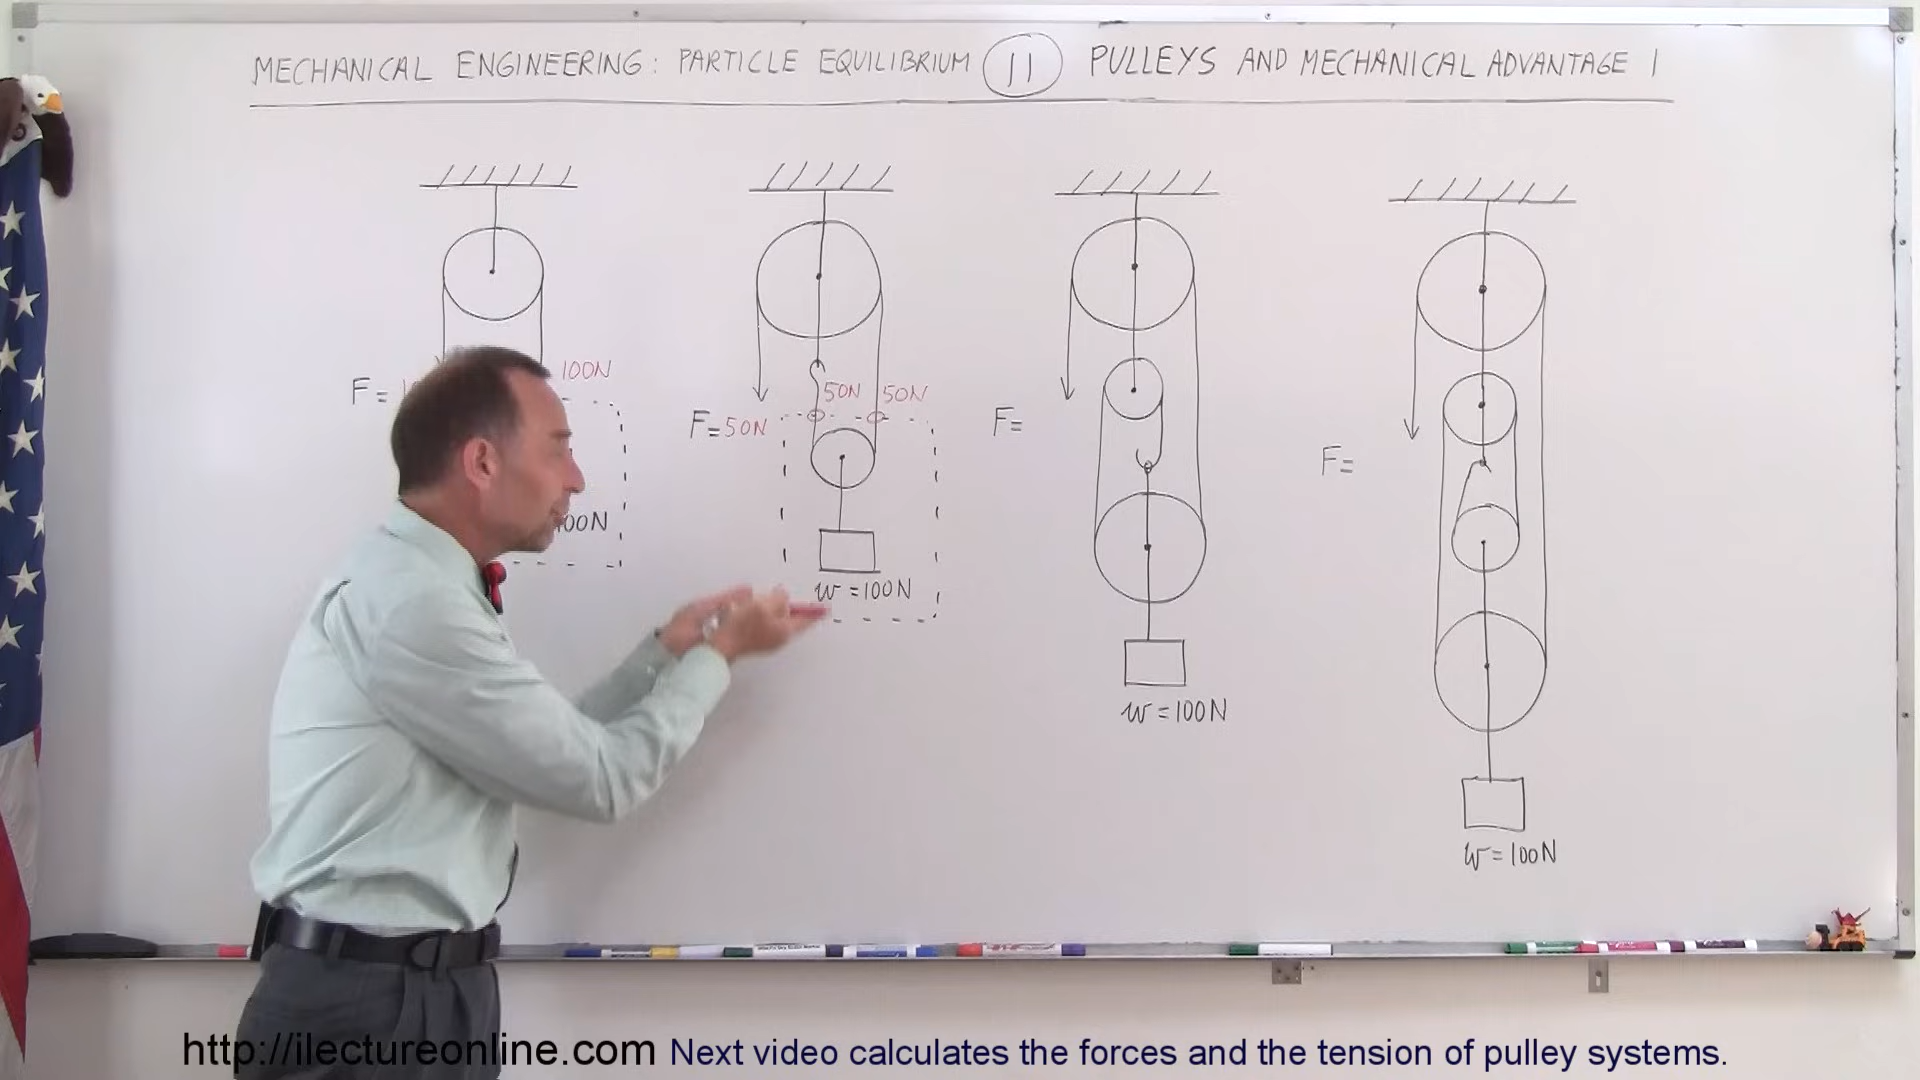 MECHANICAL ENGINEERING: PARTICLE EQUILIBRIUM 11 PULLEYS AND MECHANICAL ADVANTAGE 1
100N
F=
50N 50N
F=50N
F=
F=
100N
W=100N
W=100N
W=100N
http://ilectureonline.com Next video calculates the forces and the tension of pulley systems.